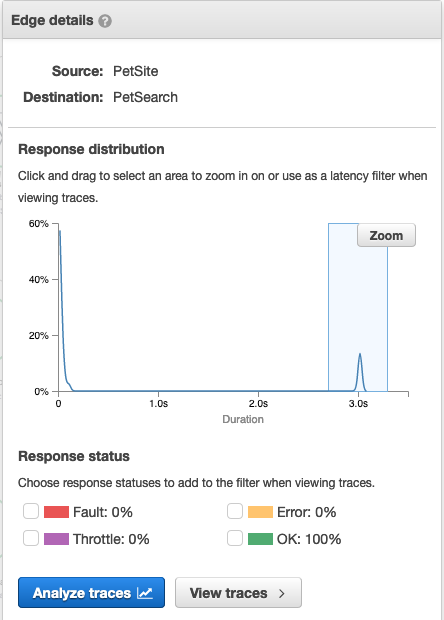 Edge details ?
Source: PetSite
Destination: PetSearch
Response distribution
Click and drag to select an area to zoom in on or use as a latency filter when
viewing traces.
60%
Zoom
40%
20%
0%
0 1.0s 2.0s 3.0s
Duration
Response status
Choose response statuses to add to the filter when viewing traces.
Fault: 0% Error: 0%
Throttle: 0% OK: 100%
Analyze traces View traces >